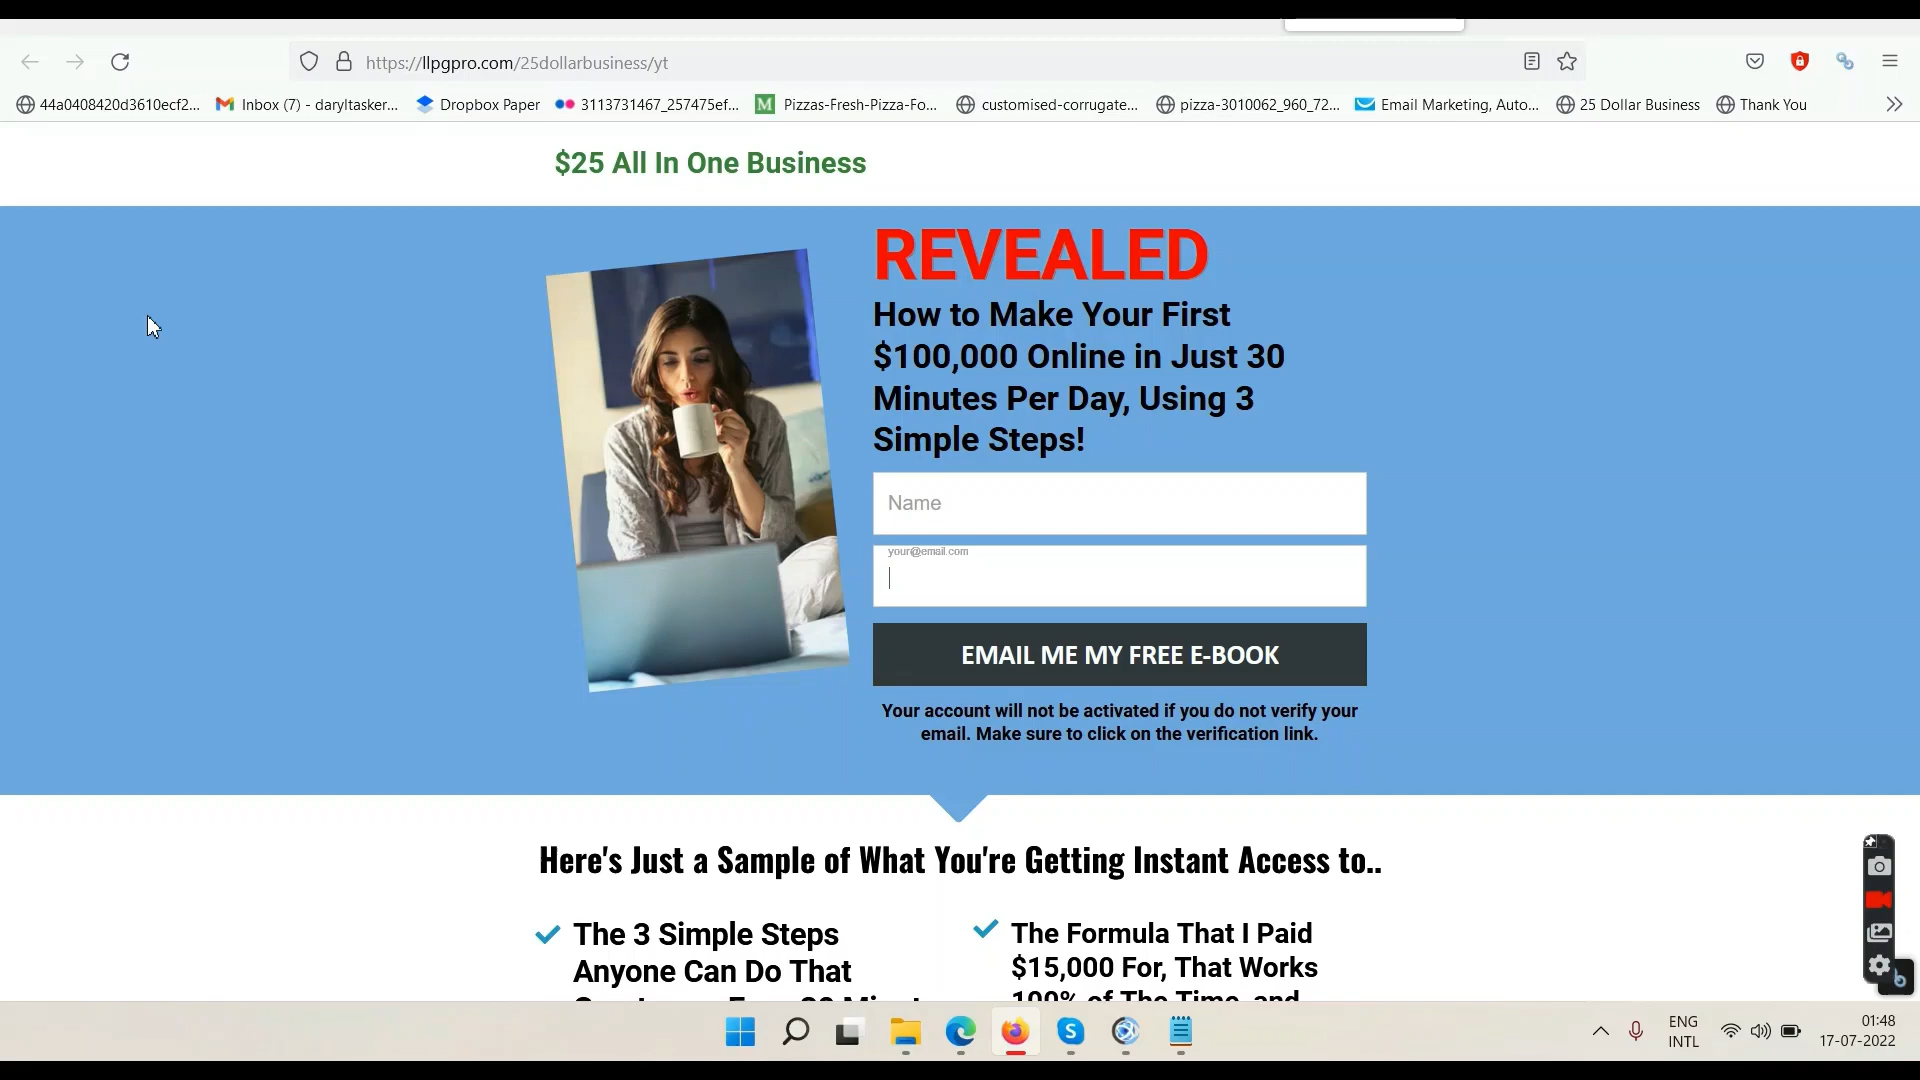 https://llpgpro.com/25dollarbusiness/yt
44a0408420d3610ecf2... Inbox (7) - daryltasker... Dropbox Paper 3113731467_257475ef... M Pizzas-Fresh-Pizza-Fo... customised-corrugate... pizza-3010062_960_72... Email Marketing, Auto... 25 Dollar Business Thank You
$25 All In One Business
REVEALED
How to Make Your First
$100,000 Online in Just 30
Minutes Per Day, Using 3
Simple Steps!
Name
your@email.com
EMAIL ME MY FREE E-BOOK
Your account will not be activated if you do not verify your
email. Make sure to click on the verification link.
Here's Just a Sample of What You're Getting Instant Access to..
The 3 Simple Steps
Anyone Can Do That
The Formula That I Paid
$15,000 For, That Works
100% of The Time, and
ENG
INTL
01:48
17-07-2022